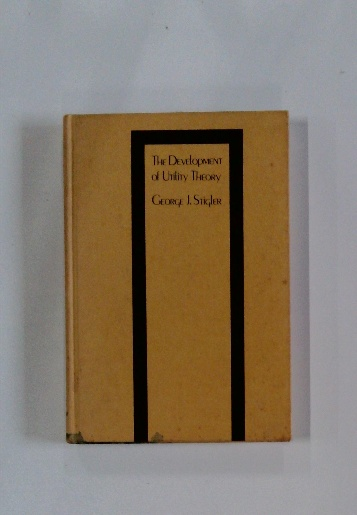 The Development
of Utility Theory
George J. Stigler